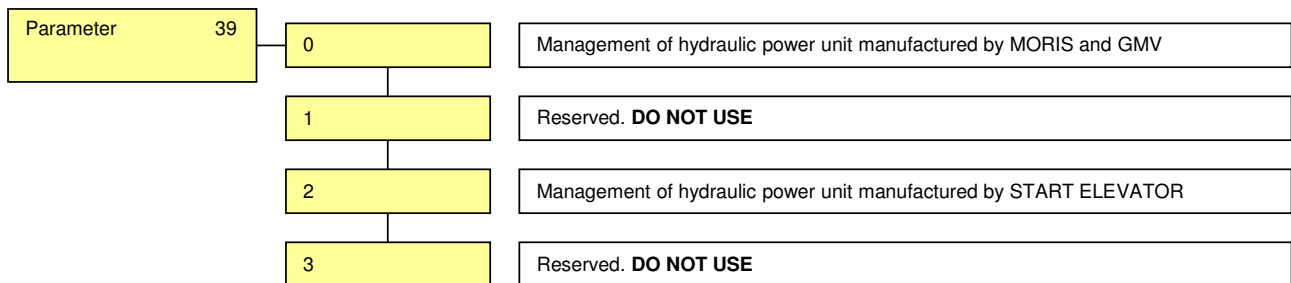 Parameter 39
0 Management of hydraulic power unit manufactured by MORIS and GMV
1 Reserved. DO NOT USE
2 Management of hydraulic power unit manufactured by START ELEVATOR
3 Reserved. DO NOT USE